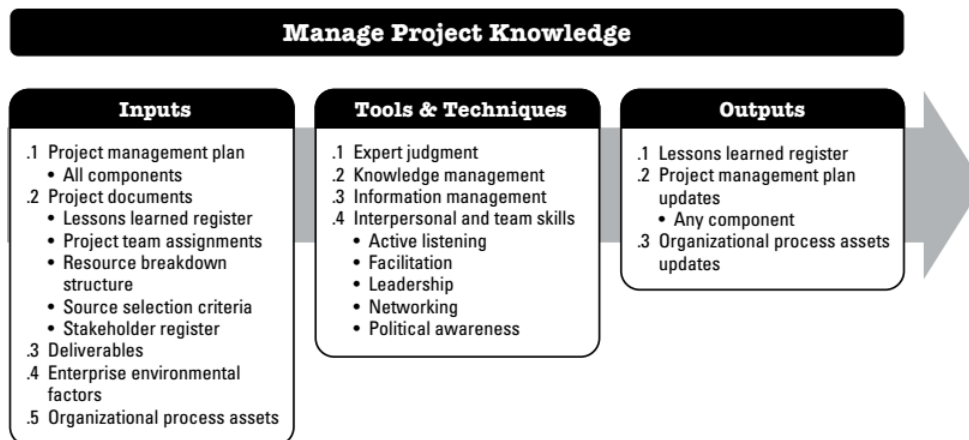 Manage Project Knowledge
Inputs
.1 Project management plan
• All components
.2 Project documents
• Lessons learned register
• Project team assignments
• Resource breakdown
structure
• Source selection criteria
• Stakeholder register
.3 Deliverables
.4 Enterprise environmental
factors
.5 Organizational process assets
Tools & Techniques
.1 Expert judgment
.2 Knowledge management
.3 Information management
.4 Interpersonal and team skills
• Active listening
• Facilitation
• Leadership
• Networking
• Political awareness
Outputs
.1 Lessons learned register
.2 Project management plan
updates
• Any component
.3 Organizational process assets
updates